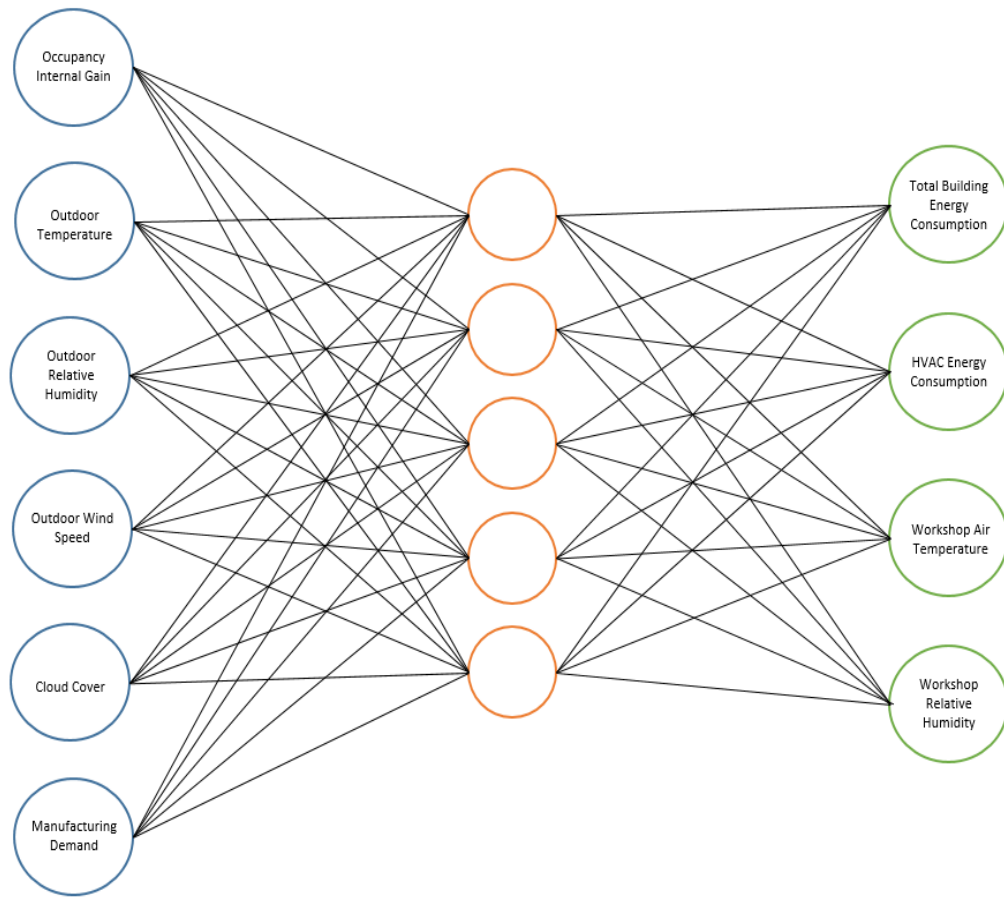 Occupancy
Internal Gain
Outdoor
Temperature
Outdoor
Relative
Humidity
Outdoor Wind
Speed
Cloud Cover
Manufacturing
Demand
Total Building
Energy
Consumption
HVAC Energy
Consumption
Workshop Air
Temperature
Workshop
Relative
Humidity